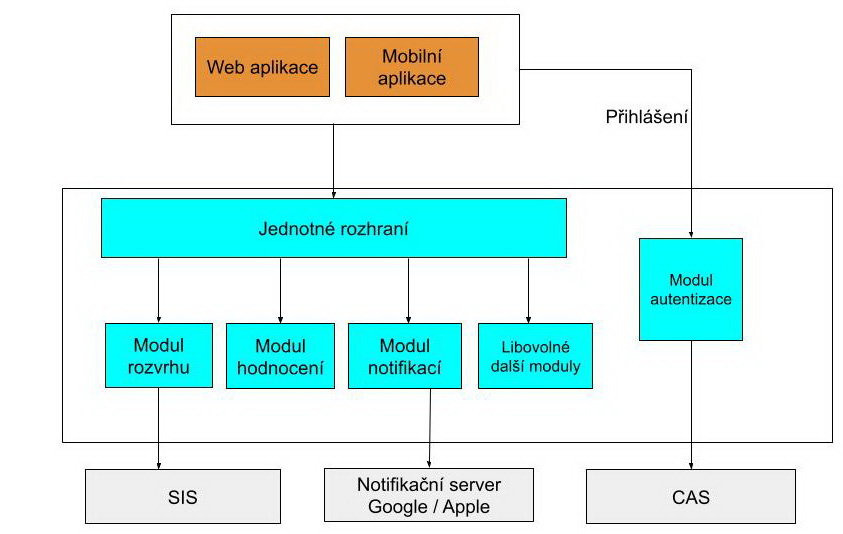 Web aplikace
Mobilní
aplikace
Přihlášení
Jednotné rozhraní
Modul
autentizace
Modul
rozvrhu
Modul
hodnocení
Modul
notifikací
Libovolné
další moduly
SIS
Notifikační server
Google / Apple
CAS